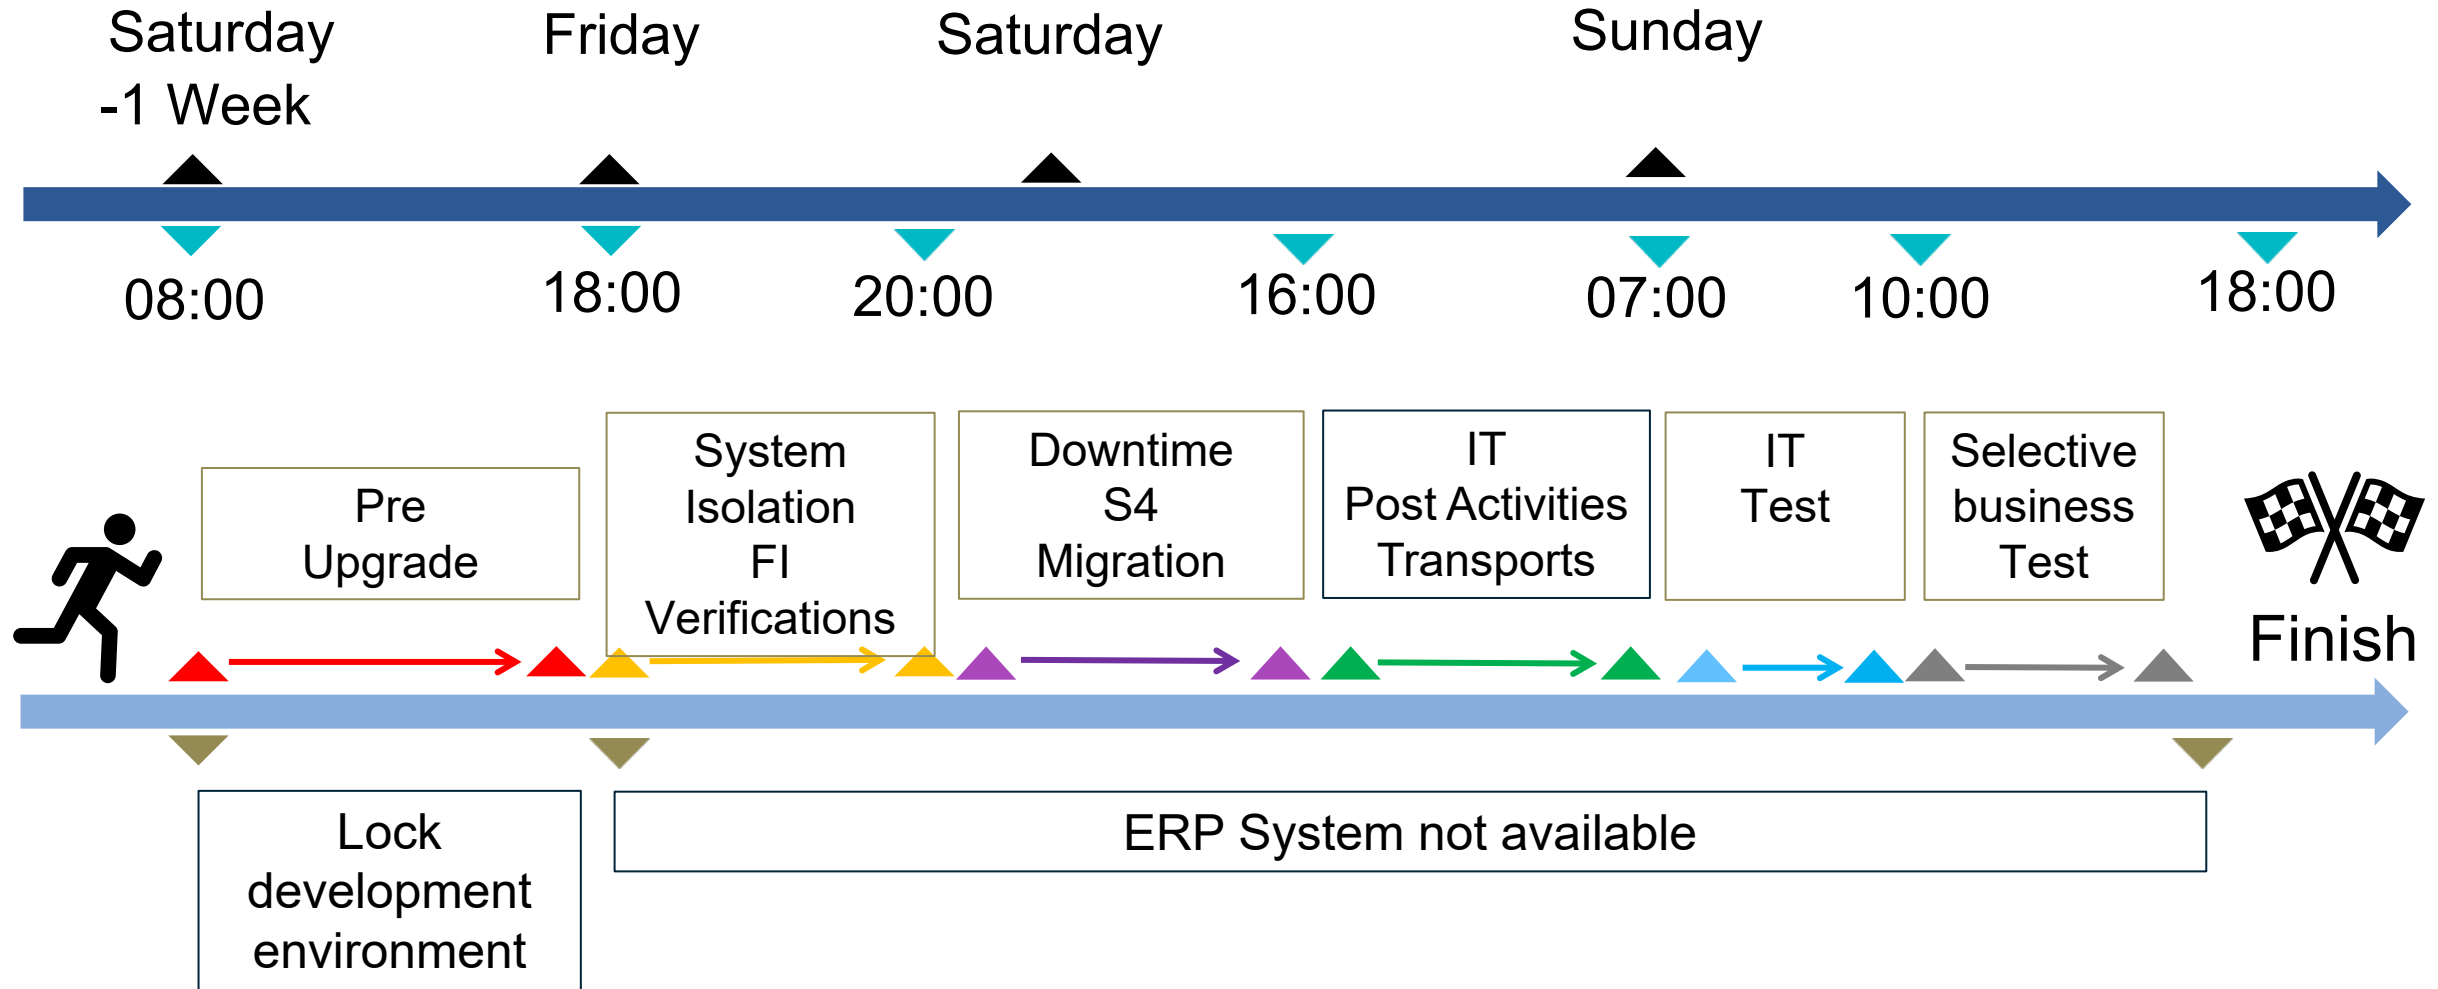 Saturday
-1 Week
Friday
Saturday
Sunday
08:00
18:00
20:00
16:00
07:00
10:00
18:00
Pre
Upgrade
System
Isolation
FI
Verifications
Downtime
S4
Migration
IT
Post Activities
Transports
IT
Test
Selective
business
Test
Finish
Lock
development
environment
ERP System not available